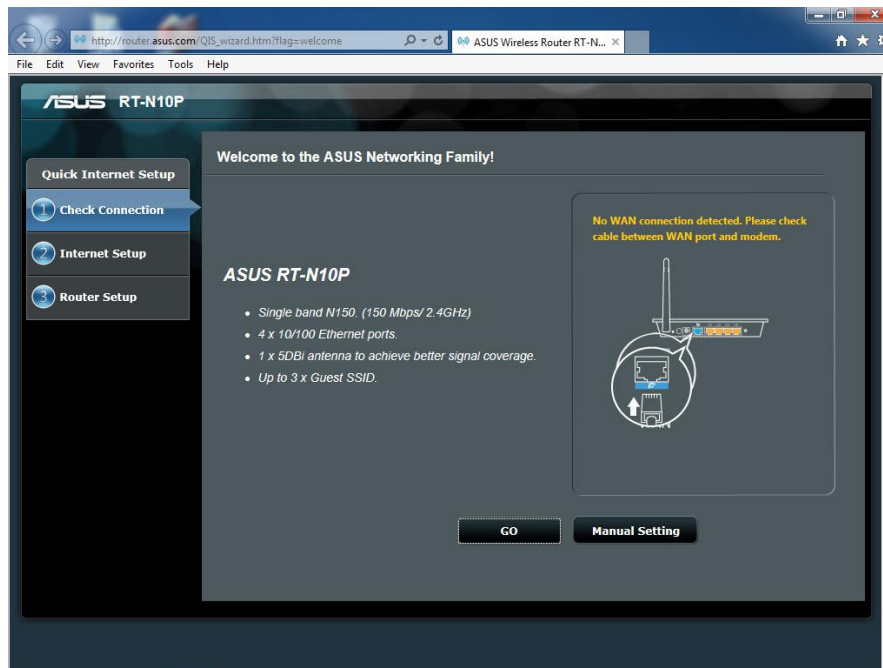 http://router.asus.com/QIS_wizard.htm?flag=welcome
ASUS Wireless Router RT-N...
File Edit View Favorites Tools Help
ASUS RT-N10P
Quick Internet Setup
1 Check Connection
2 Internet Setup
3 Router Setup
Welcome to the ASUS Networking Family!
ASUS RT-N10P
• Single band N150. (150 Mbps/ 2.4GHz)
• 4 x 10/100 Ethernet ports.
• 1 x 5DBi antenna to achieve better signal coverage.
• Up to 3 x Guest SSID.
No WAN connection detected. Please check
cable between WAN port and modem.
WAN
GO
Manual Setting